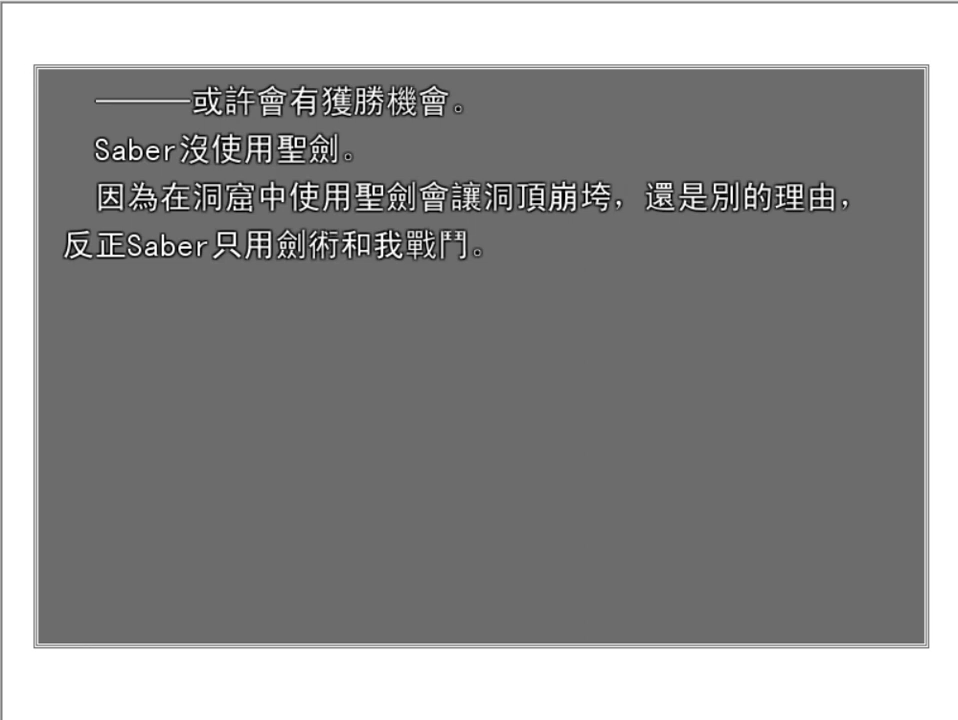 ———或許會有獲勝機會。
Saber沒使用聖劍。
因為在洞窟中使用聖劍會讓洞頂崩垮，還是別的理由，
反正Saber只用劍術和我戰鬥。